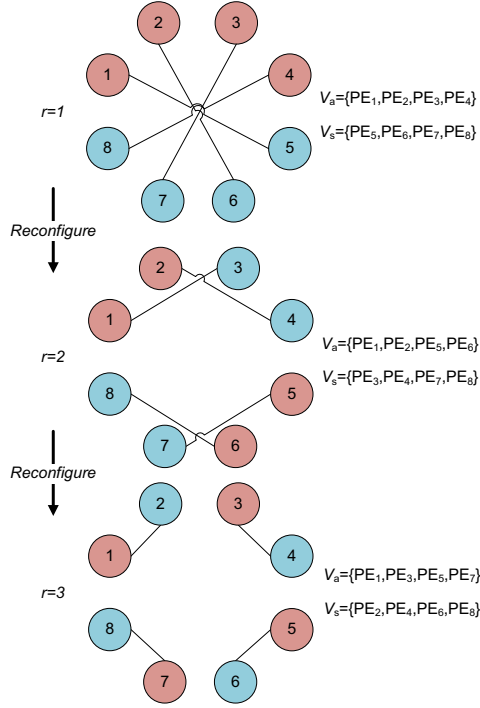 2 3
1 4
r=1
Vₐ={PE₁,PE₂,PE₃,PE₄}
8 5
Vₛ={PE₅,PE₆,PE₇,PE₈}
7 6
Reconfigure
2 3
1 4
r=2
Vₐ={PE₁,PE₂,PE₅,PE₆}
8 5
Vₛ={PE₃,PE₄,PE₇,PE₈}
7 6
Reconfigure
2 3
1 4
r=3
Vₐ={PE₁,PE₃,PE₅,PE₇}
8 5
Vₛ={PE₂,PE₄,PE₆,PE₈}
7 6